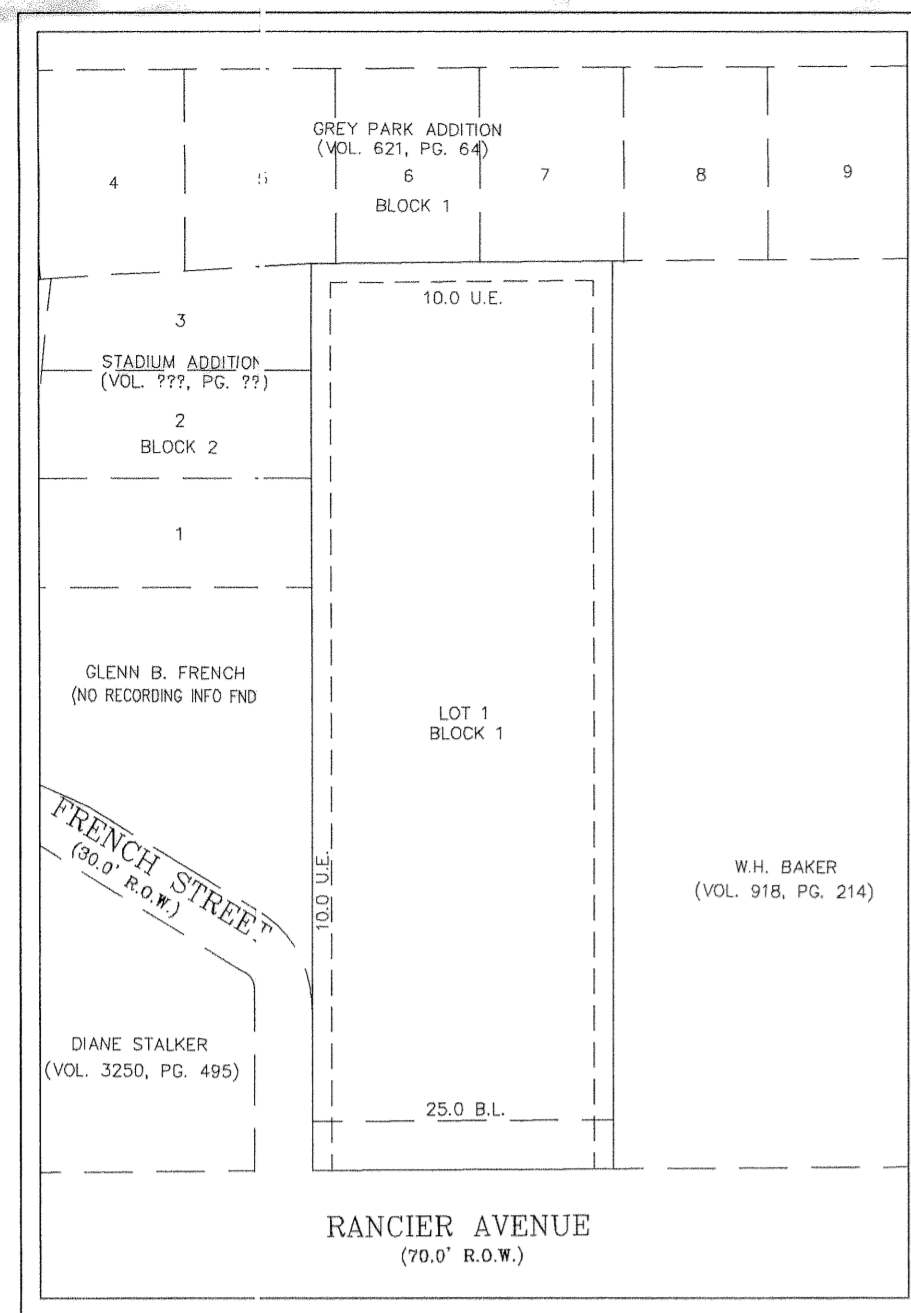 GREY PARK ADDITION
(VOL. 621, PG. 64)
4
5
6
7
8
9
BLOCK 1
10.0 U.E.
3
STADIUM ADDITION
(VOL. ???, PG. ??)
2
BLOCK 2
1
GLENN B. FRENCH
(NO RECORDING INFO FND
LOT 1
BLOCK 1
FRENCH STREET
(30.0' R.O.W.)
10.0 U.E.
W.H. BAKER
(VOL. 918, PG. 214)
DIANE STALKER
(VOL. 3250, PG. 495)
25.0 B.L.
RANCIER AVENUE
(70.0' R.O.W.)